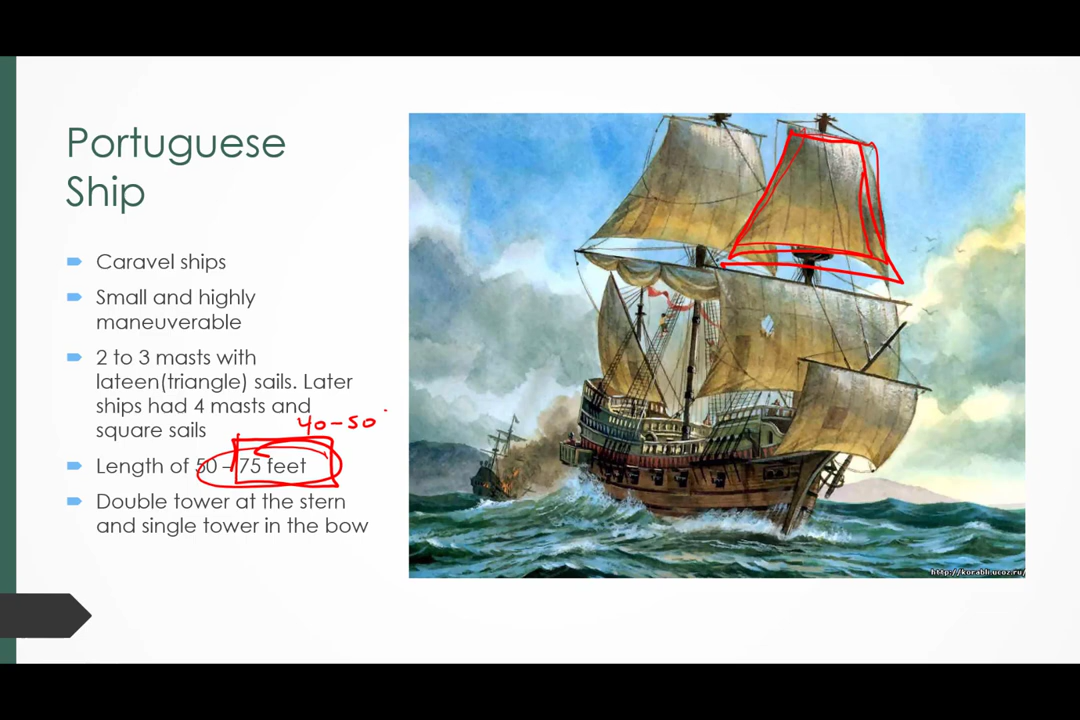 Portuguese
Ship
Caravel ships
Small and highly
maneuverable
2 to 3 masts with
lateen(triangle) sails. Later
ships had 4 masts and
square sails
40-50
Length of 50 – 75 feet
Double tower at the stern
and single tower in the bow
http://korabli.ucoz.ru/